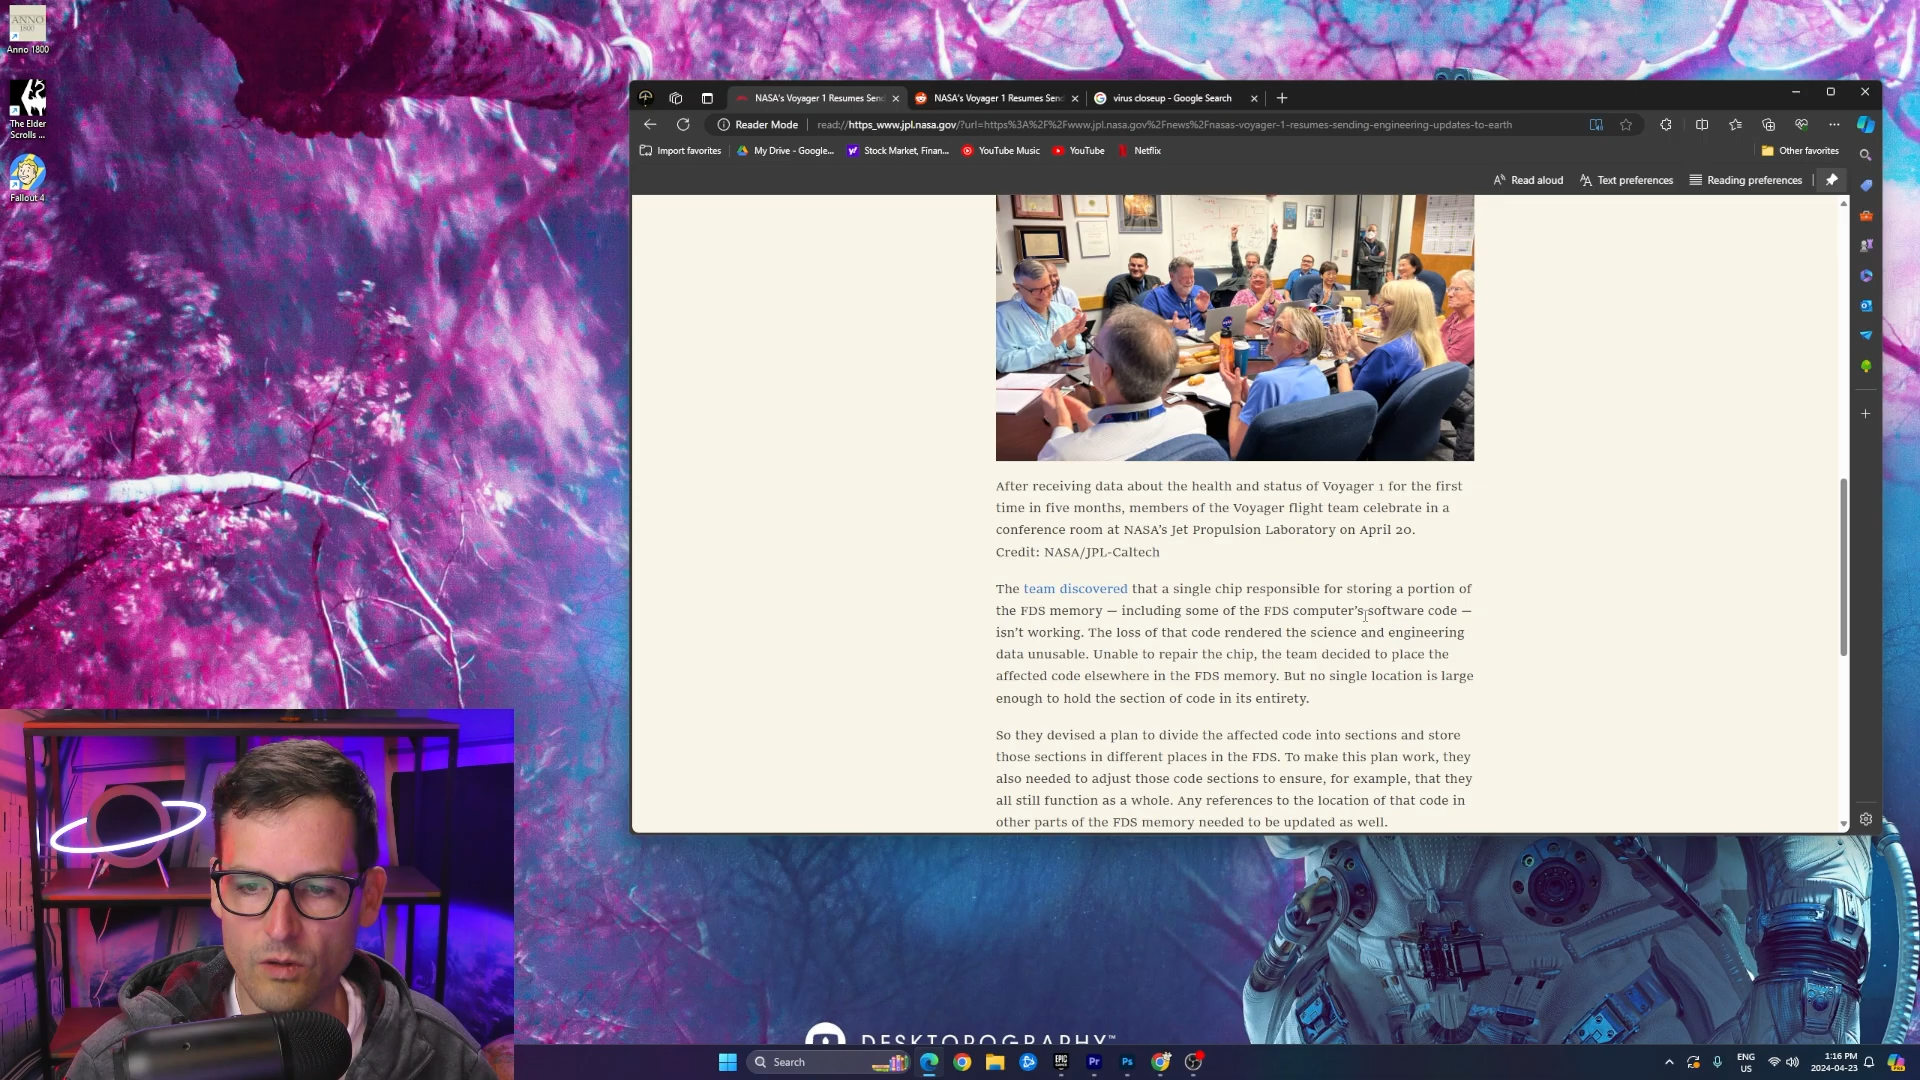 ANNO
1800
Anno 1800
The Elder
Scrolls ...
Fallout 4
NASA's Voyager 1 Resumes Send
NASA's Voyager 1 Resumes Sen
virus closeup - Google Search
Reader Mode
read://https_www.jpl.nasa.gov/?url=https%3A%2F%2Fwww.jpl.nasa.gov%2Fnews%2Fnasas-voyager-1-resumes-sending-engineering-updates-to-earth
Import favorites
My Drive - Google...
Stock Market, Finan...
YouTube Music
YouTube
Netflix
Other favorites
Read aloud
Text preferences
Reading preferences
After receiving data about the health and status of Voyager 1 for the first
time in five months, members of the Voyager flight team celebrate in a
conference room at NASA's Jet Propulsion Laboratory on April 20.
Credit: NASA/JPL-Caltech
The team discovered that a single chip responsible for storing a portion of
the FDS memory — including some of the FDS computer's software code —
isn't working. The loss of that code rendered the science and engineering
data unusable. Unable to repair the chip, the team decided to place the
affected code elsewhere in the FDS memory. But no single location is large
enough to hold the section of code in its entirety.
So they devised a plan to divide the affected code into sections and store
those sections in different places in the FDS. To make this plan work, they
also needed to adjust those code sections to ensure, for example, that they
all still function as a whole. Any references to the location of that code in
other parts of the FDS memory needed to be updated as well.
DESKTOPOGRAPHY™
Search
EPIC
Pr
Ps
ENG
US
1:16 PM
2024-04-23